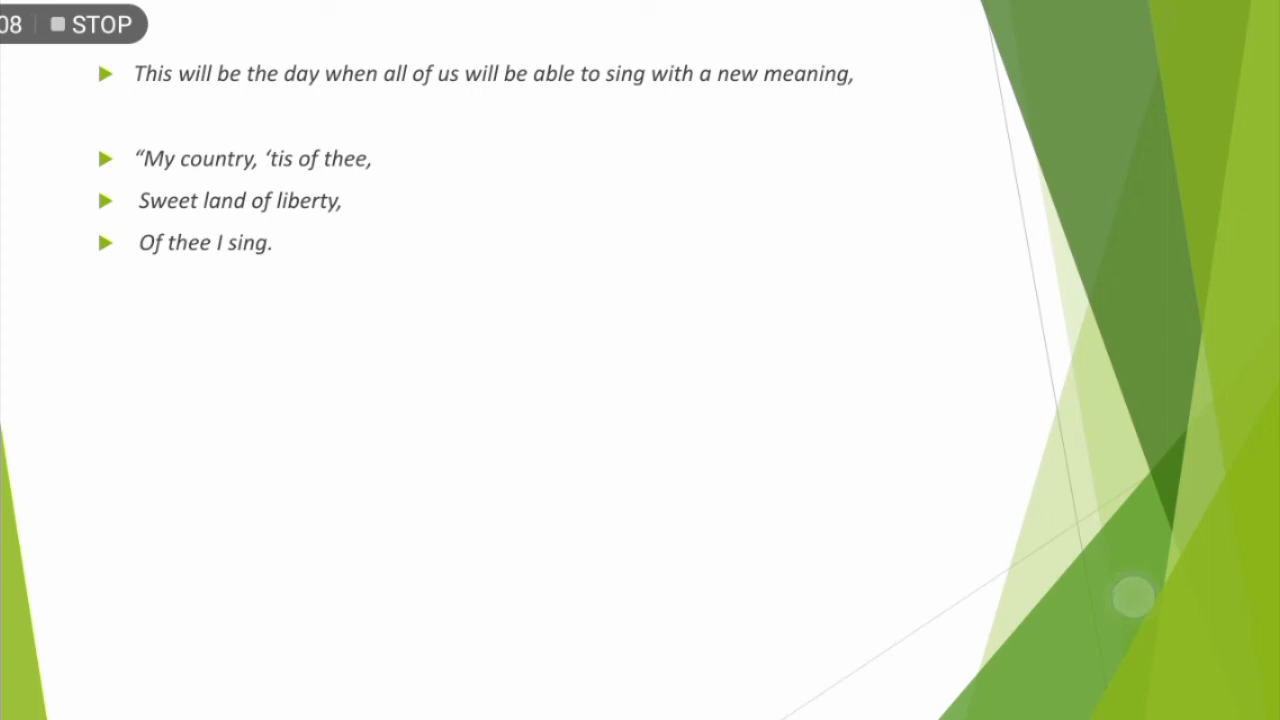 08 STOP
This will be the day when all of us will be able to sing with a new meaning,
“My country, ‘tis of thee,
Sweet land of liberty,
Of thee I sing.